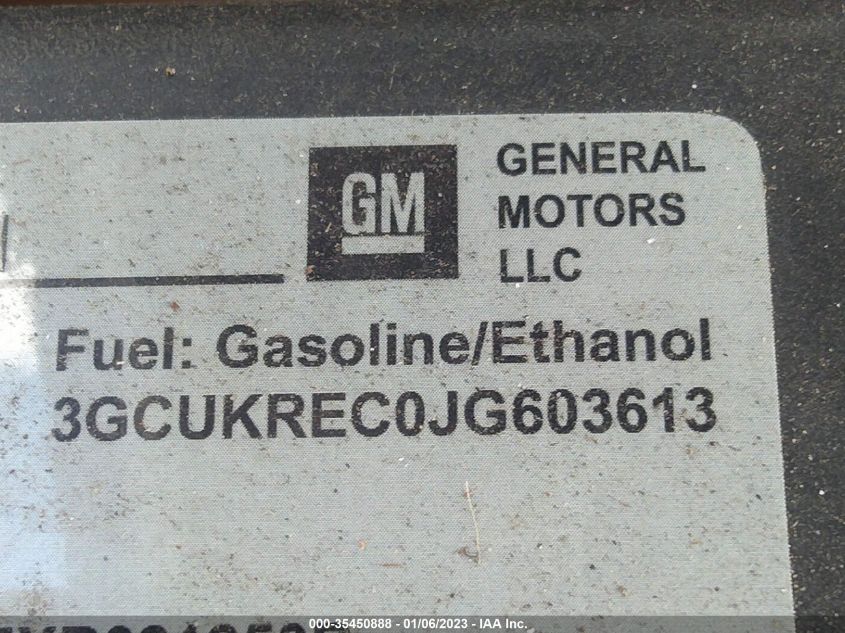 GM
GENERAL
MOTORS
LLC
Fuel: Gasoline/Ethanol
3GCUKREC0JG603613
000-35450888 - 01/06/2023 - IAA Inc.